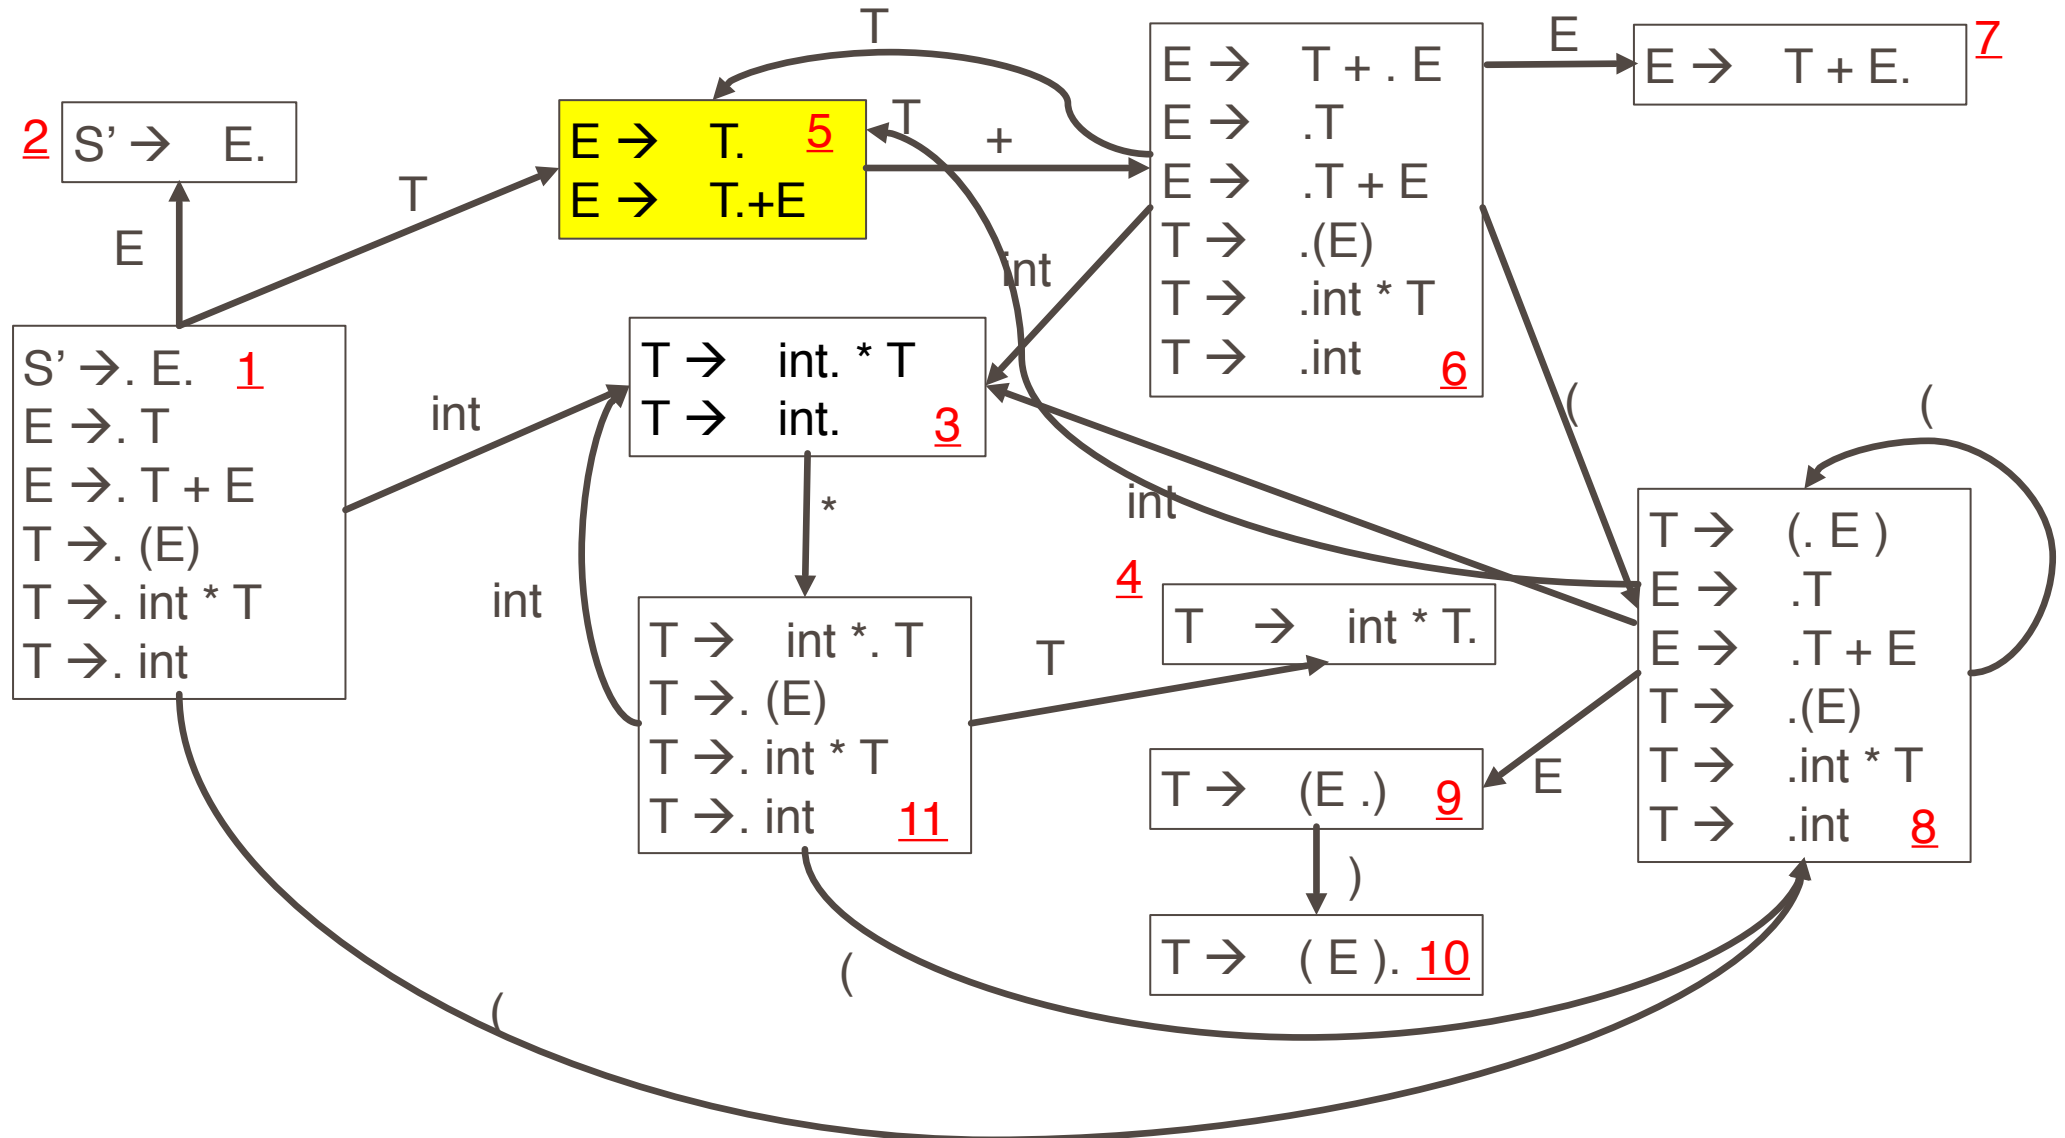 T
E → T + . E
E → .T
E → .T + E
T → .(E)
T → .int * T
T → .int
6
E
E → T + E.
7
2
S’ → E.
E
T
E → T.
E → T.+E
5
T
+
int
S’ →. E.
E →. T
E →. T + E
T →. (E)
T →. int * T
T →. int
1
int
T → int. * T
T → int.
3
*
int
int
(
(
T → (. E )
E → .T
E → .T + E
T → .(E)
T → .int * T
T → .int
8
4
T → int * T.
T
T → int *. T
T →. (E)
T →. int * T
T →. int
11
T → (E .)
9
E
)
T → ( E ).
10
(
(